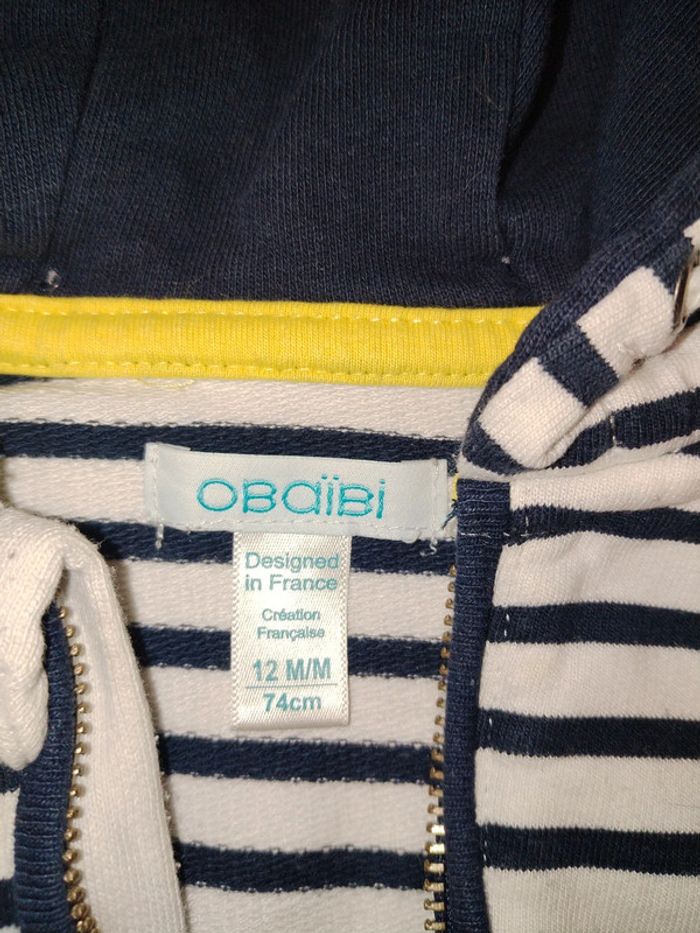 OBaïBi
Designed
in France
Création
Française
12 M/M
74cm